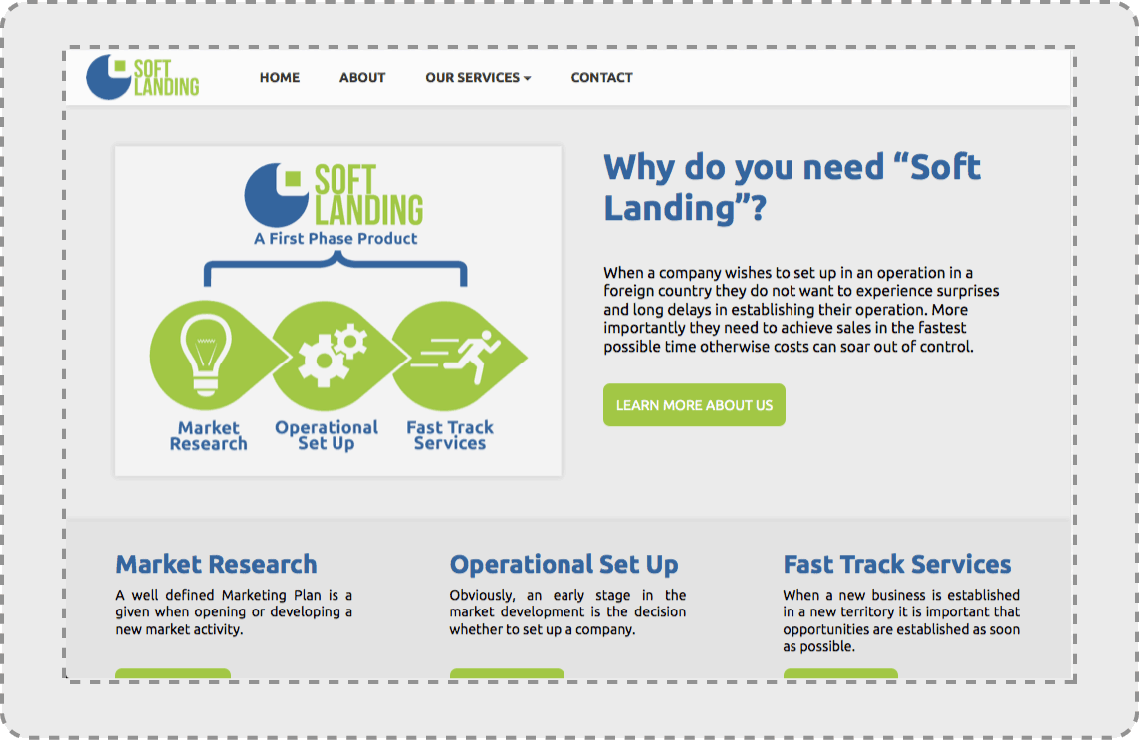 SOFT
LANDING
HOME ABOUT OUR SERVICES CONTACT
SOFT
LANDING
A First Phase Product
Market
Research
Operational
Set Up
Fast Track
Services
Why do you need “Soft
Landing”?
When a company wishes to set up in an operation in a
foreign country they do not want to experience surprises
and long delays in establishing their operation. More
importantly they need to achieve sales in the fastest
possible time otherwise costs can soar out of control.
LEARN MORE ABOUT US
Market Research
A well defined Marketing Plan is a
given when opening or developing a
new market activity.
Operational Set Up
Obviously, an early stage in the
market development is the decision
whether to set up a company.
Fast Track Services
When a new business is established
in a new territory it is important that
opportunities are established as soon
as possible.